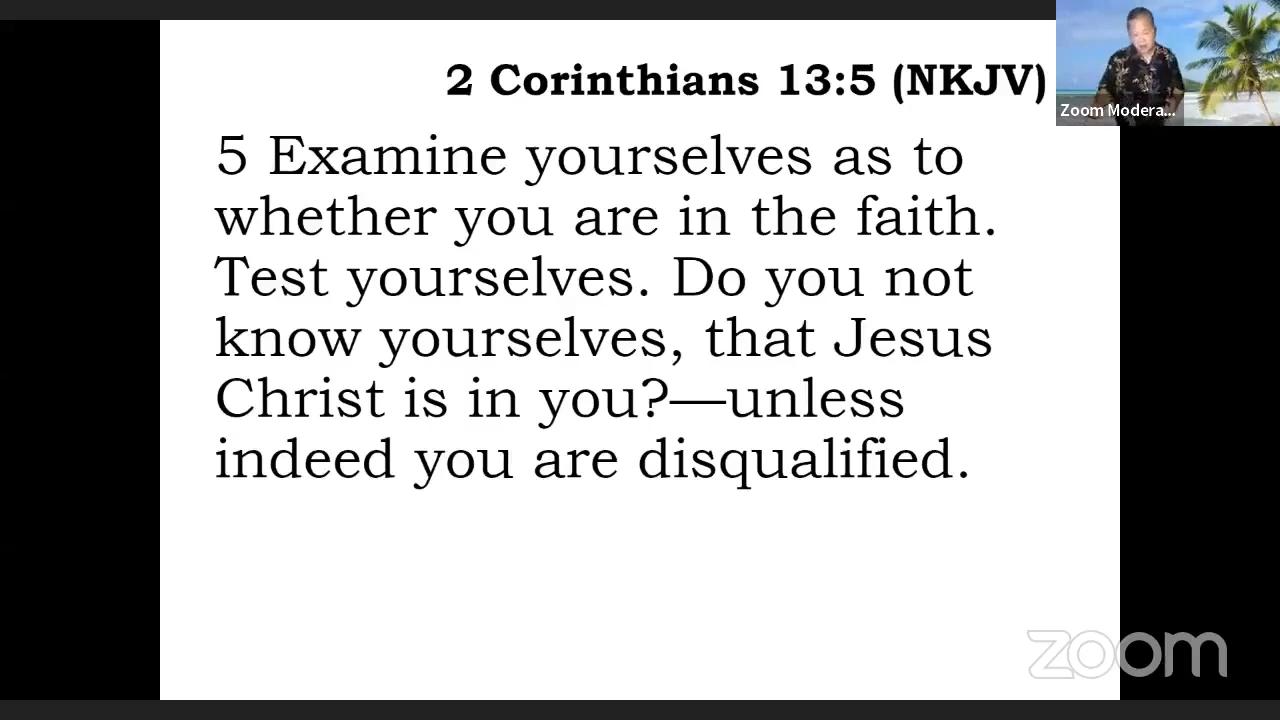 2 Corinthians 13:5 (NKJV)
Zoom Modera...
5 Examine yourselves as to
whether you are in the faith.
Test yourselves. Do you not
know yourselves, that Jesus
Christ is in you?—unless
indeed you are disqualified.
zoom